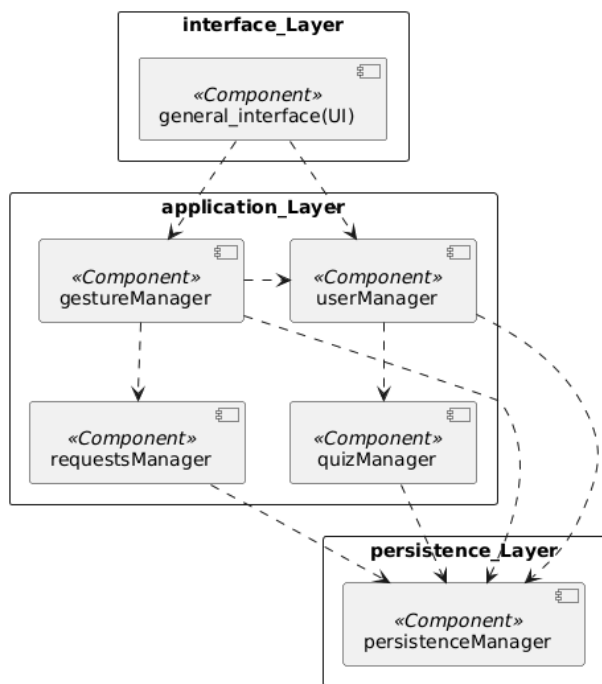 interface_Layer
«Component»
general_interface(UI)
application_Layer
«Component»
gestureManager
«Component»
userManager
«Component»
requestsManager
«Component»
quizManager
persistence_Layer
«Component»
persistenceManager